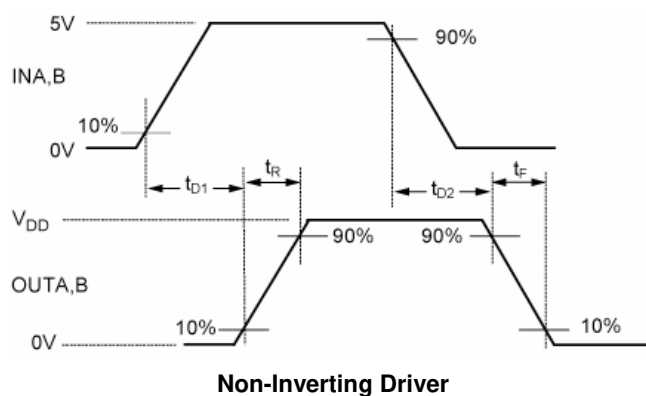 5V
90%
INA,B
10%
0V
tD1
tR
tD2
tF
VDD
90%
90%
OUTA,B
10%
10%
0V
Non-Inverting Driver